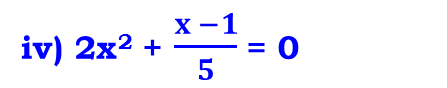 iv) 2x² + (x − 1)/5 = 0